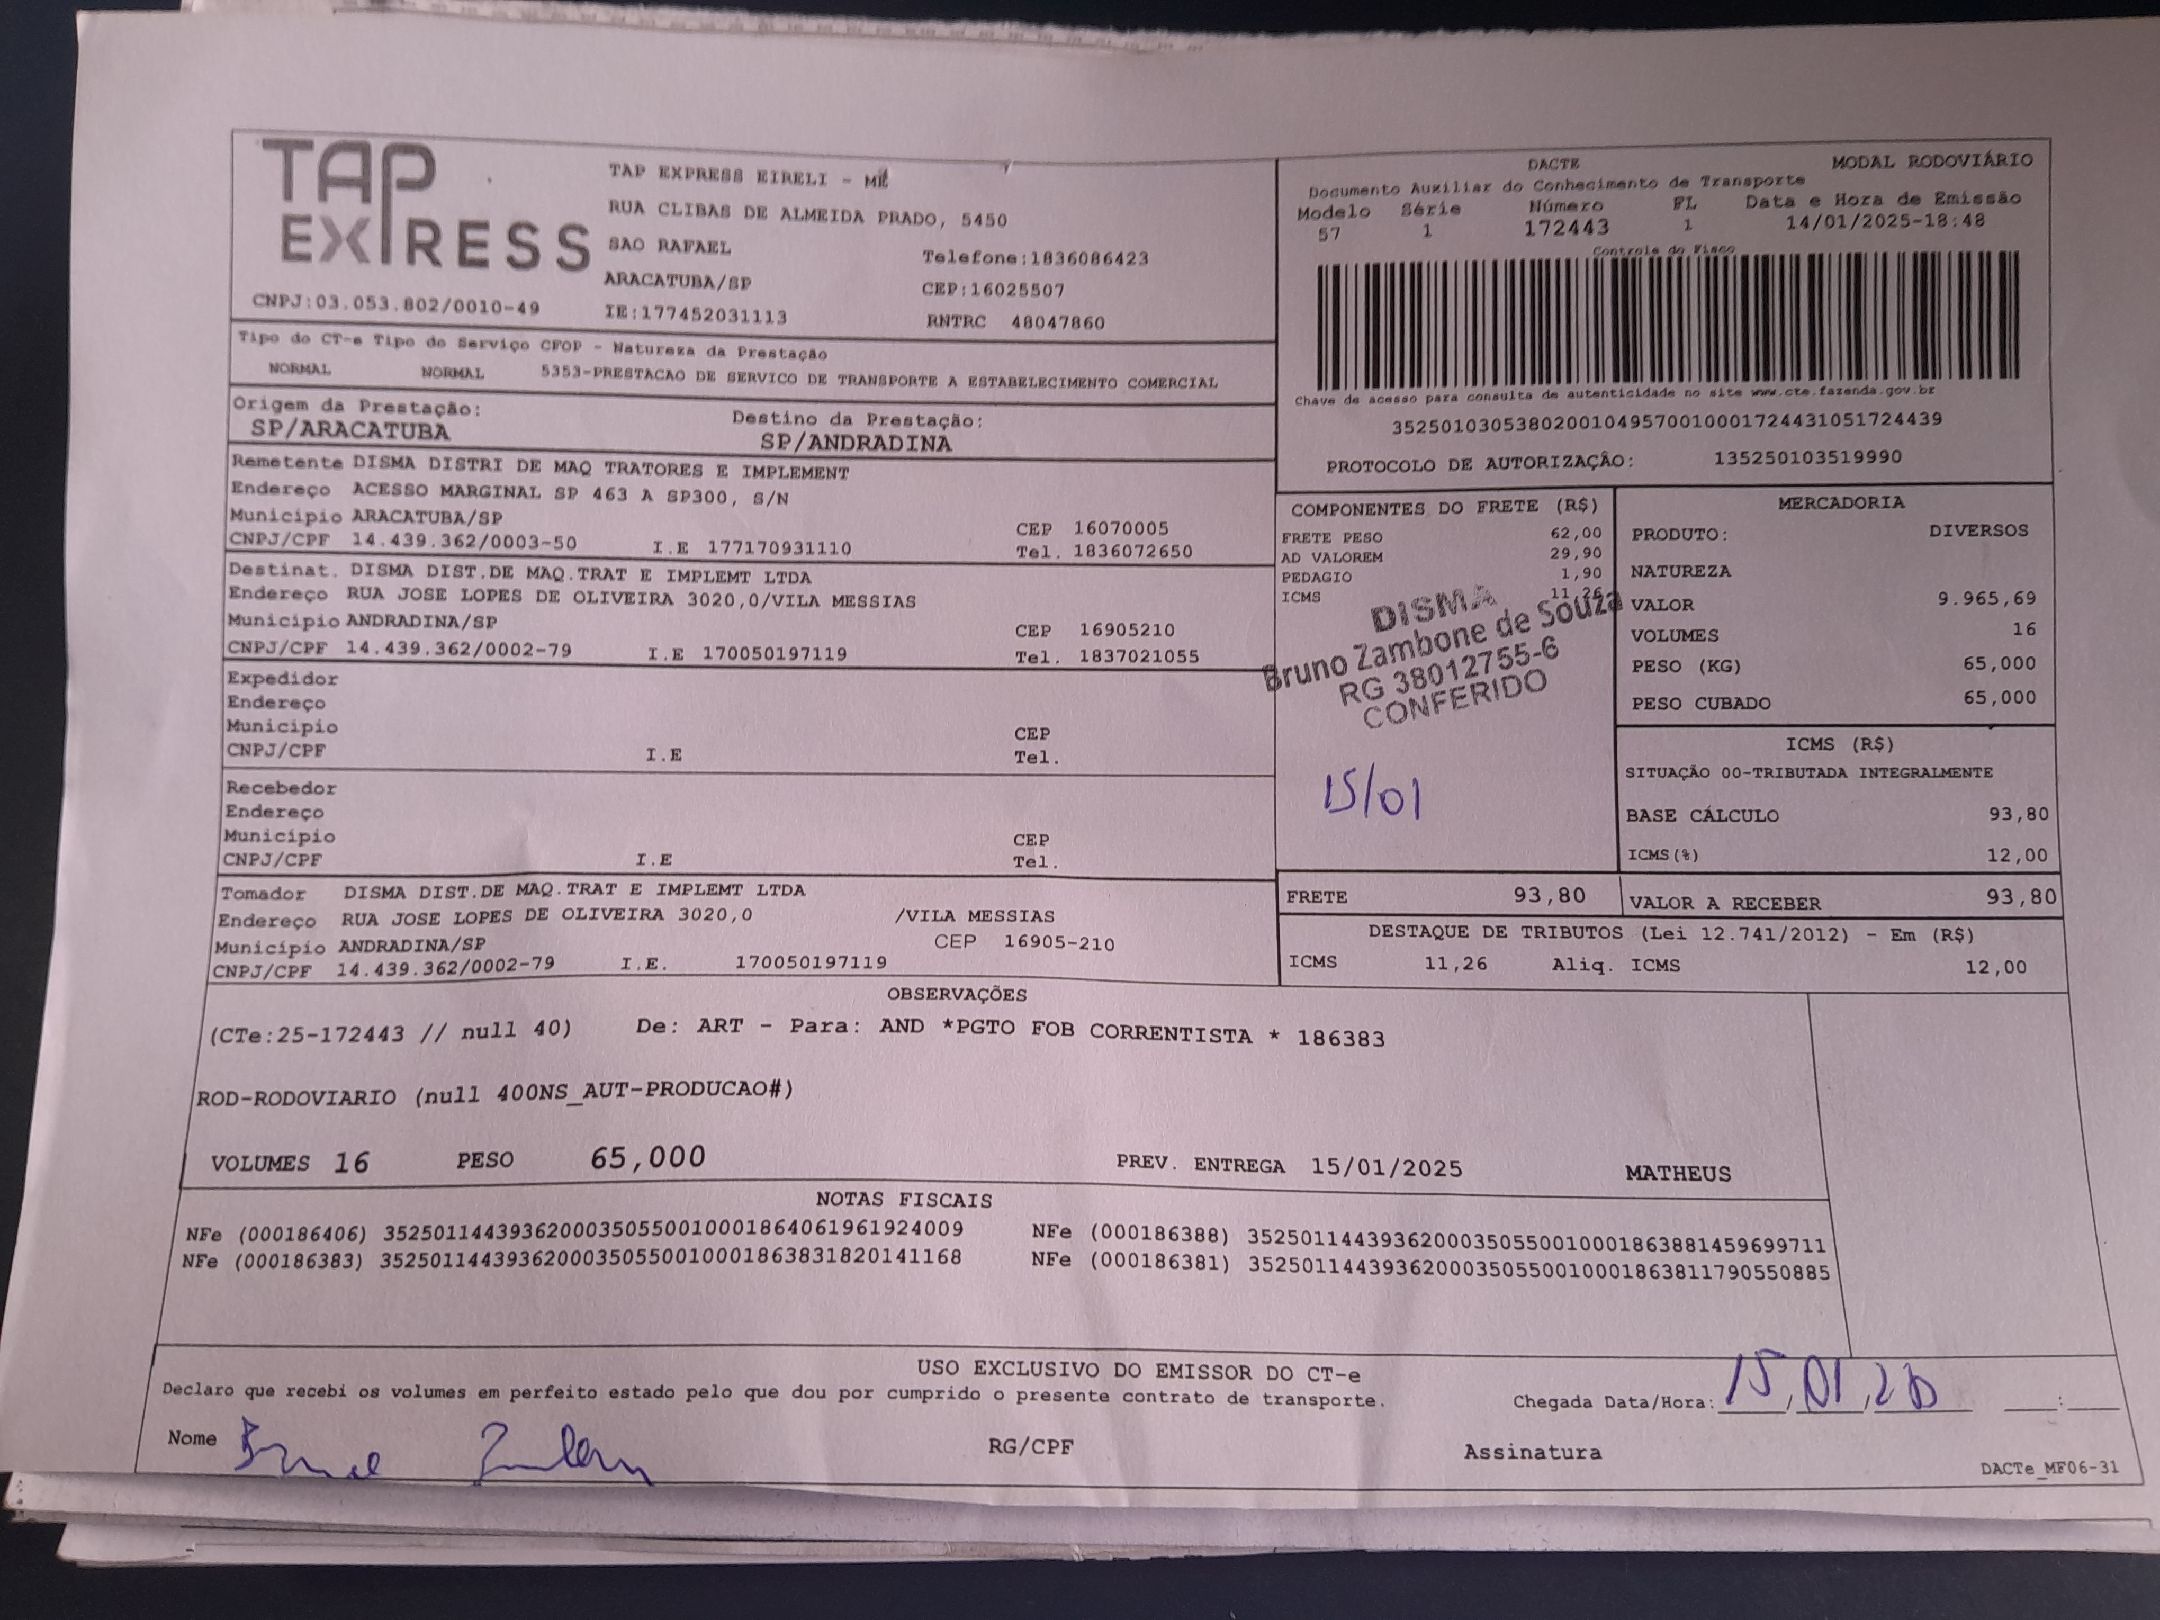 TAP EXPRESS
TAP EXPRESS EIRELI - ME
RUA CLIBAS DE ALMEIDA PRADO, 5450
SAO RAFAEL Telefone:1836086423
ARACATUBA/SP CEP:16025507
CNPJ:03.053.802/0010-49 IE:177452031113 RNTRC 48047860
Tipo do CT-e Tipo do Serviço CFOP - Natureza da Prestação
NORMAL NORMAL 5353-PRESTACAO DE SERVICO DE TRANSPORTE A ESTABELECIMENTO COMERCIAL
Origem da Prestação: Destino da Prestação:
SP/ARACATUBA SP/ANDRADINA
Remetente DISMA DISTRI DE MAQ TRATORES E IMPLEMENT
Endereço ACESSO MARGINAL SP 463 A SP300, S/N
Município ARACATUBA/SP CEP 16070005
CNPJ/CPF 14.439.362/0003-50 I.E 177170931110 Tel. 1836072650
Destinat. DISMA DIST.DE MAQ.TRAT E IMPLEMT LTDA
Endereço RUA JOSE LOPES DE OLIVEIRA 3020,0/VILA MESSIAS
Município ANDRADINA/SP CEP 16905210
CNPJ/CPF 14.439.362/0002-79 I.E 170050197119 Tel. 1837021055
Expedidor
Endereço
Município CEP
CNPJ/CPF I.E Tel.
Recebedor
Endereço
Município CEP
CNPJ/CPF I.E Tel.
Tomador DISMA DIST.DE MAQ.TRAT E IMPLEMT LTDA
Endereço RUA JOSE LOPES DE OLIVEIRA 3020,0 /VILA MESSIAS
Município ANDRADINA/SP CEP 16905-210
CNPJ/CPF 14.439.362/0002-79 I.E. 170050197119
DACTE MODAL RODOVIÁRIO
Documento Auxiliar do Conhecimento de Transporte
Modelo Série Número FL Data e Hora de Emissão
57 1 172443 1 14/01/2025-18:48
Controle do Fisco
Chave de acesso para consulta de autenticidade no site www.cte.fazenda.gov.br
35250103053802001049570010001724431051724439
PROTOCOLO DE AUTORIZAÇÃO: 135250103519990
COMPONENTES DO FRETE (R$)
FRETE PESO 62,00
AD VALOREM 29,90
PEDAGIO 1,90
ICMS 11,26
DISMA
Bruno Zambone de Souza
RG 38012755-6
CONFERIDO
15/01
MERCADORIA
PRODUTO: DIVERSOS
NATUREZA
VALOR 9.965,69
VOLUMES 16
PESO (KG) 65,000
PESO CUBADO 65,000
ICMS (R$)
SITUAÇÃO 00-TRIBUTADA INTEGRALMENTE
BASE CÁLCULO 93,80
ICMS(%) 12,00
FRETE 93,80 VALOR A RECEBER 93,80
DESTAQUE DE TRIBUTOS (Lei 12.741/2012) - Em (R$)
ICMS 11,26 Aliq. ICMS 12,00
OBSERVAÇÕES
(CTe:25-172443 // null 40) De: ART - Para: AND *PGTO FOB CORRENTISTA * 186383
ROD-RODOVIARIO (null 400NS_AUT-PRODUCAO#)
VOLUMES 16 PESO 65,000 PREV. ENTREGA 15/01/2025 MATHEUS
NOTAS FISCAIS
NFe (000186406) 35250114439362000350550010001864061961924009 NFe (000186388) 35250114439362000350550010001863881459699711
NFe (000186383) 35250114439362000350550010001863831820141168 NFe (000186381) 35250114439362000350550010001863811790550885
USO EXCLUSIVO DO EMISSOR DO CT-e
Declaro que recebi os volumes em perfeito estado pelo que dou por cumprido o presente contrato de transporte. Chegada Data/Hora: 15/01/25 :
Nome RG/CPF Assinatura
DACTe_MF06-31